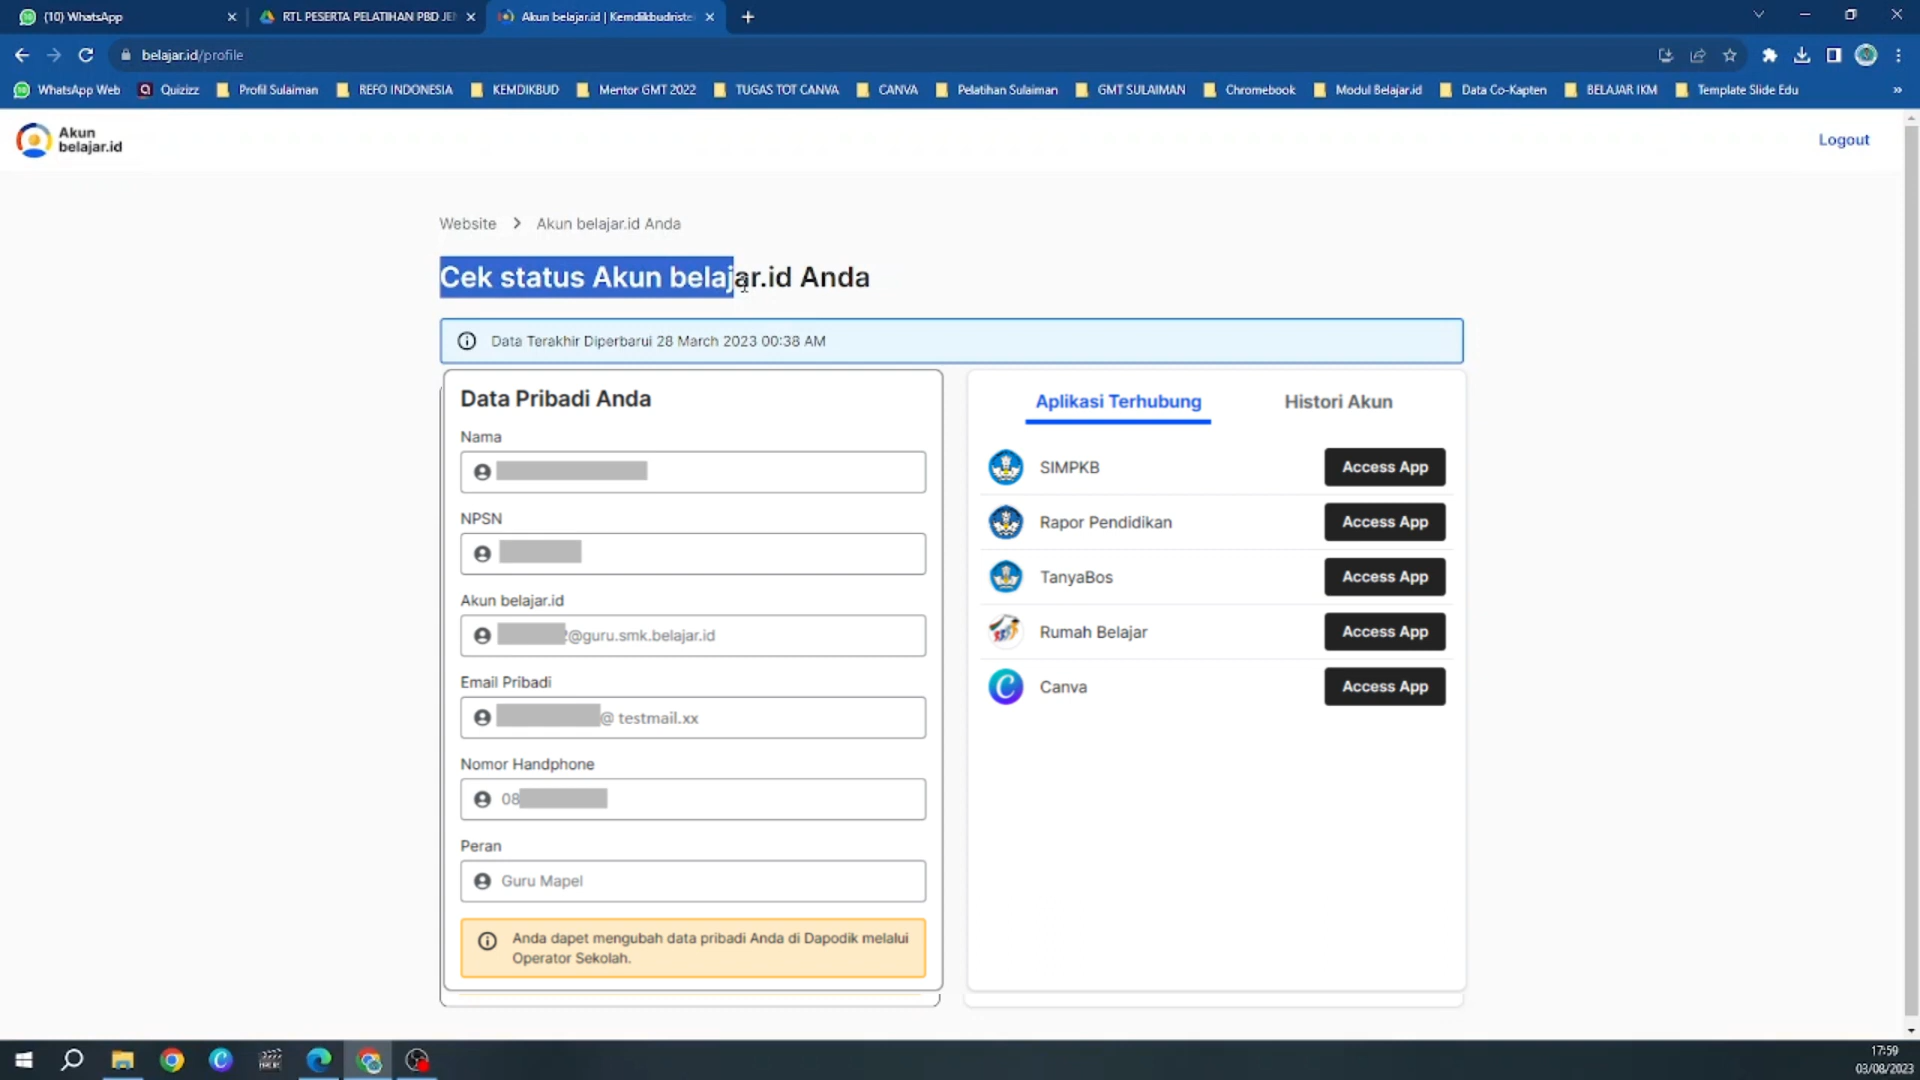 (10) WhatsApp
RTL PESERTA PELATIHAN PBD JE
Akun belajar.id | Kemdikbudriste
belajar.id/profile
WhatsApp Web
Quizizz
Profil Sulaiman
REFO INDONESIA
KEMDIKBUD
Mentor GMT 2022
TUGAS TOT CANVA
CANVA
Pelatihan Sulaiman
GMT SULAIMAN
Chromebook
Modul Belajar.id
Data Co-Kapten
BELAJAR IKM
Template Slide Edu
»
Akun
belajar.id
Logout
Website > Akun belajar.id Anda
Cek status Akun belajar.id Anda
Data Terakhir Diperbarui 28 March 2023 00:38 AM
Data Pribadi Anda
Nama
NPSN
Akun belajar.id
@guru.smk.belajar.id
Email Pribadi
@ testmail.xx
Nomor Handphone
08
Peran
Guru Mapel
Anda dapet mengubah data pribadi Anda di Dapodik melalui
Operator Sekolah.
Aplikasi Terhubung
Histori Akun
SIMPKB
Access App
Rapor Pendidikan
Access App
TanyaBos
Access App
Rumah Belajar
Access App
Canva
Access App
17:59
03/08/2023